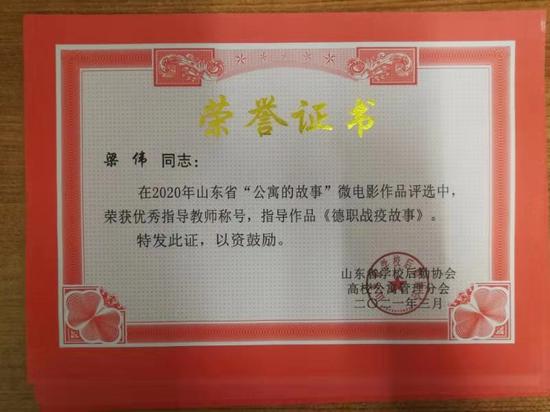 荣誉证书
梁伟 同志：
在2020年山东省“公寓的故事”微电影作品评选中，
荣获优秀指导教师称号，指导作品《德职战疫故事》。
特发此证，以资鼓励。
山东省学校后勤协会
高校公寓管理分会
二〇二一年三月